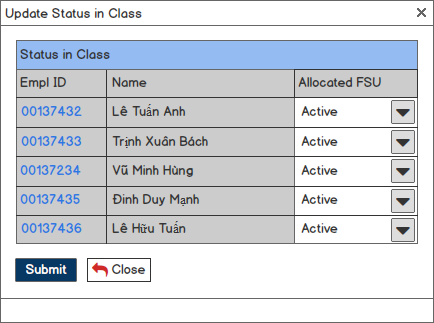 Update Status in Class
Status in Class
Empl ID Name Allocated FSU
00137432 Lê Tuấn Anh Active
00137433 Trịnh Xuân Bách Active
00137234 Vũ Minh Hùng Active
00137435 Đinh Duy Mạnh Active
00137436 Lê Hữu Tuấn Active
Submit Close